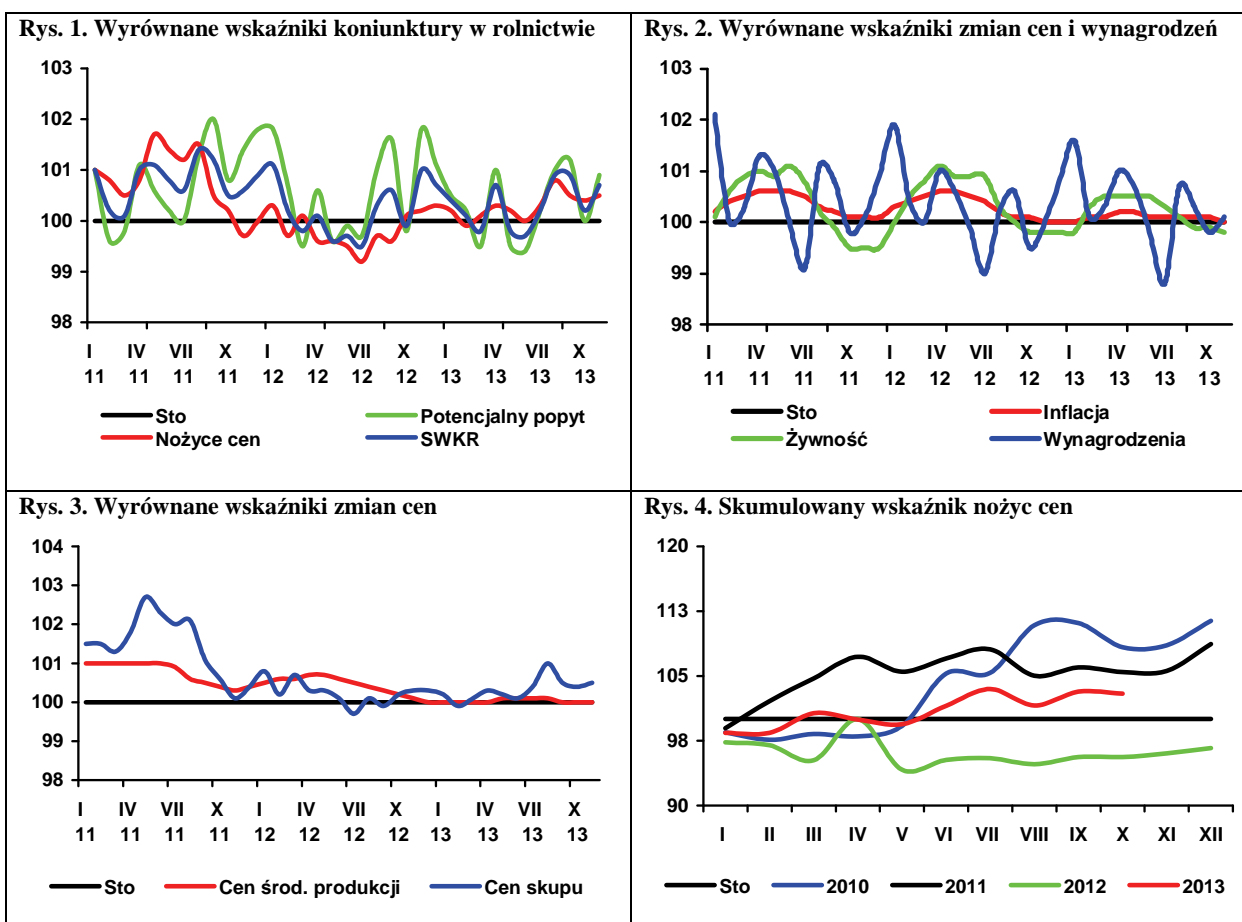 Rys. 1. Wyrównane wskaźniki koniunktury w rolnictwie
103
102
101
100
99
98
I IV VII X I IV VII X I IV VII X
11 11 11 11 12 12 12 12 13 13 13 13
Sto Potencjalny popyt
Nożyce cen SWKR
Rys. 2. Wyrównane wskaźniki zmian cen i wynagrodzeń
103
102
101
100
99
98
I IV VII X I IV VII X I IV VII X
11 11 11 11 12 12 12 12 13 13 13 13
Sto Inflacja
Żywność Wynagrodzenia
Rys. 3. Wyrównane wskaźniki zmian cen
104
103
102
101
100
99
98
I IV VII X I IV VII X I IV VII X
11 11 11 11 12 12 12 12 13 13 13 13
Sto Cen środ. produkcji Cen skupu
Rys. 4. Skumulowany wskaźnik nożyc cen
120
113
105
98
90
I II III IV V VI VII VIII IX X XI XII
Sto 2010 2011 2012 2013